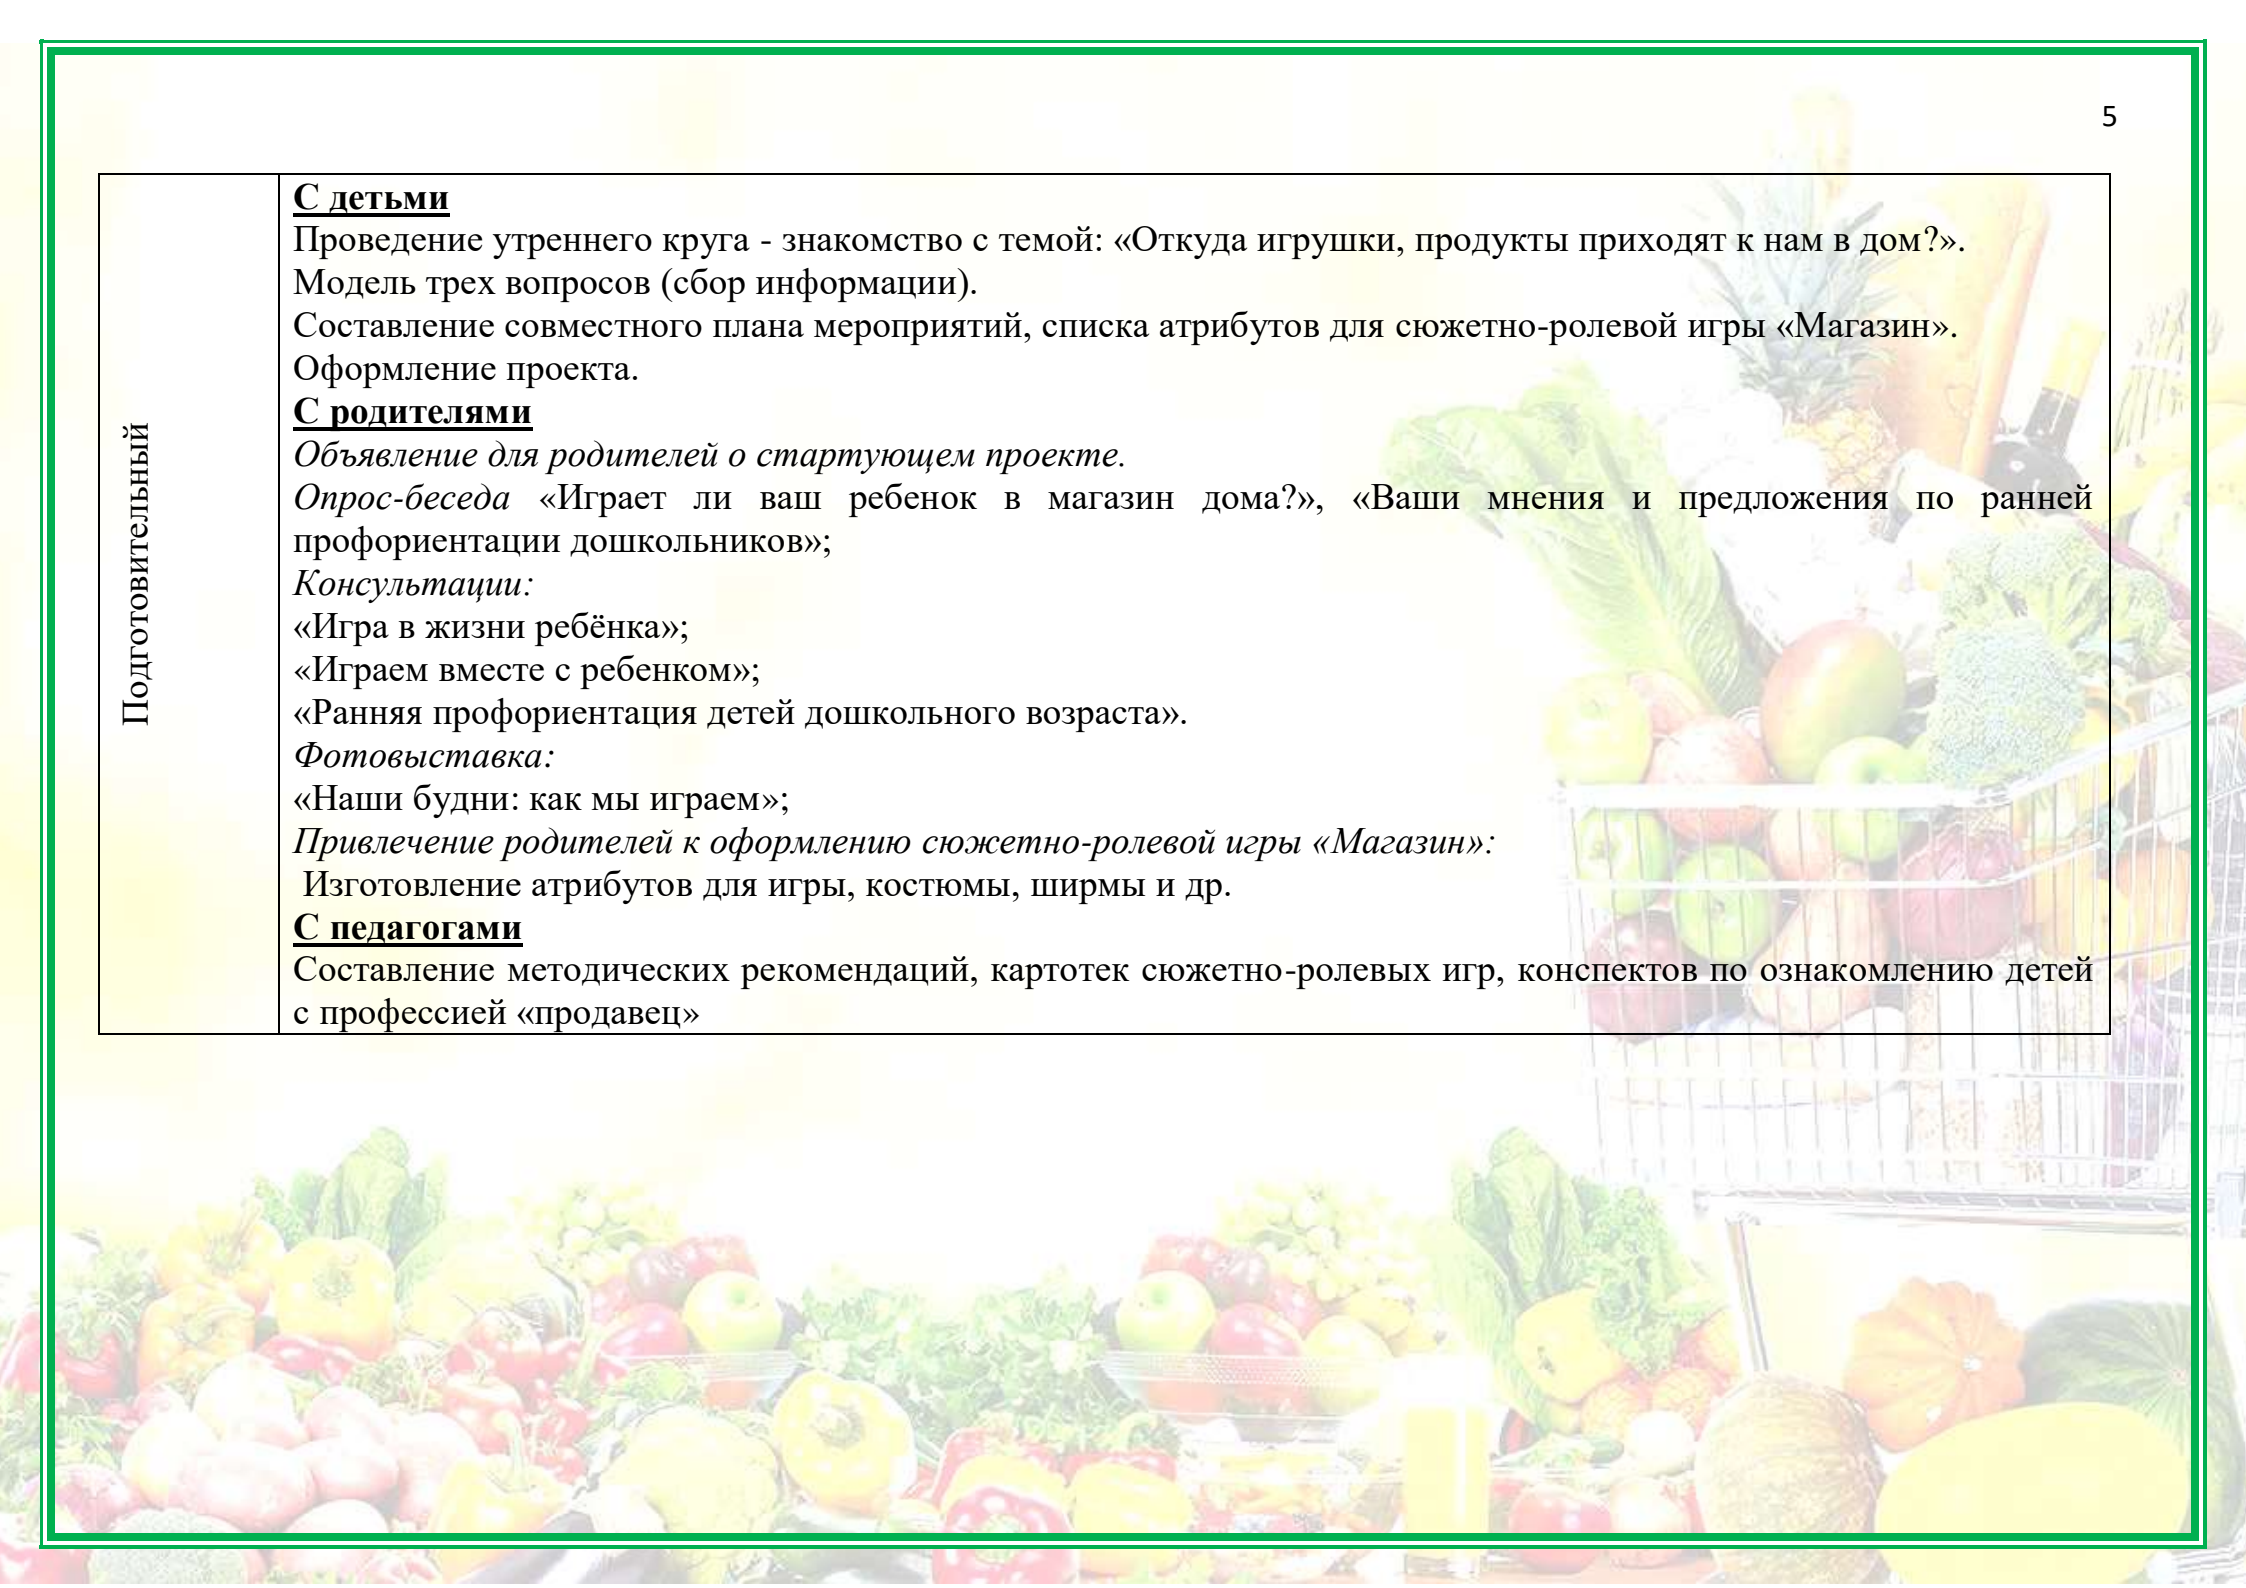 5
Подготовительный
С детьми
Проведение утреннего круга - знакомство с темой: «Откуда игрушки, продукты приходят к нам в дом?».
Модель трех вопросов (сбор информации).
Составление совместного плана мероприятий, списка атрибутов для сюжетно-ролевой игры «Магазин».
Оформление проекта.
С родителями
Объявление для родителей о стартующем проекте.
Опрос-беседа «Играет ли ваш ребенок в магазин дома?», «Ваши мнения и предложения по ранней
профориентации дошкольников»;
Консультации:
«Игра в жизни ребёнка»;
«Играем вместе с ребенком»;
«Ранняя профориентация детей дошкольного возраста».
Фотовыставка:
«Наши будни: как мы играем»;
Привлечение родителей к оформлению сюжетно-ролевой игры «Магазин»:
Изготовление атрибутов для игры, костюмы, ширмы и др.
С педагогами
Составление методических рекомендаций, картотек сюжетно-ролевых игр, конспектов по ознакомлению детей
с профессией «продавец»